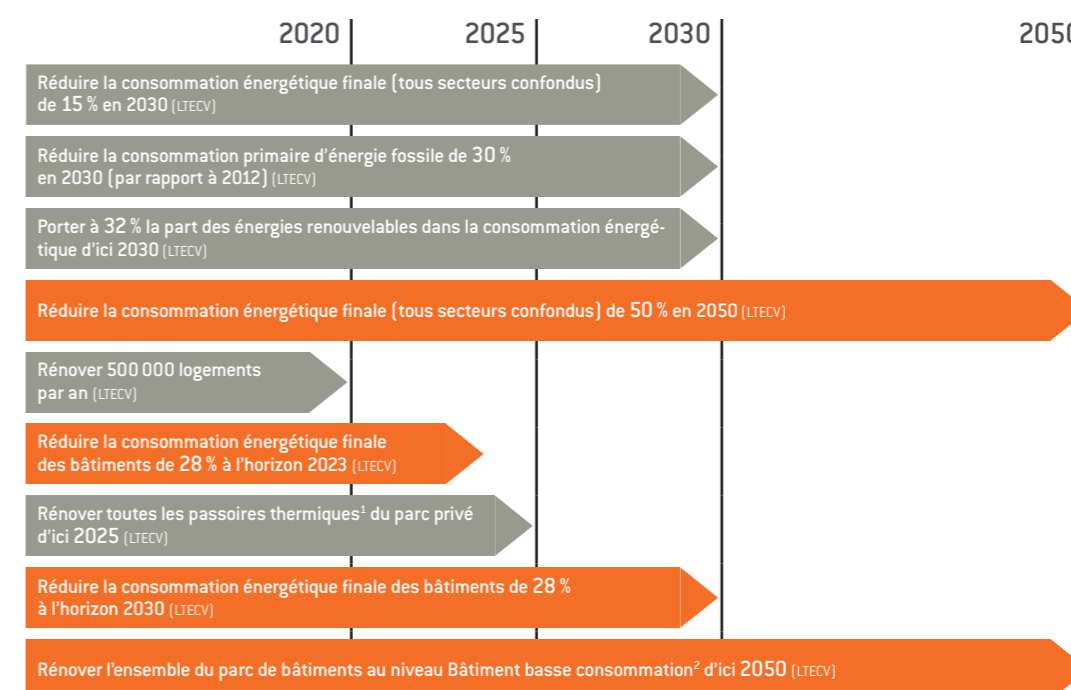 2020 2025 2030 2050
Réduire la consommation énergétique finale (tous secteurs confondus)
de 15 % en 2030 (LTECV)
Réduire la consommation primaire d'énergie fossile de 30 %
en 2030 (par rapport à 2012) (LTECV)
Porter à 32 % la part des énergies renouvelables dans la consommation énergé-
tique d'ici 2030 (LTECV)
Réduire la consommation énergétique finale (tous secteurs confondus) de 50 % en 2050 (LTECV)
Rénover 500 000 logements
par an (LTECV)
Réduire la consommation énergétique finale
des bâtiments de 28 % à l'horizon 2023 (LTECV)
Rénover toutes les passoires thermiques¹ du parc privé
d'ici 2025 (LTECV)
Réduire la consommation énergétique finale des bâtiments de 28 %
à l'horizon 2030 (LTECV)
Rénover l'ensemble du parc de bâtiments au niveau Bâtiment basse consommation² d'ici 2050 (LTECV)